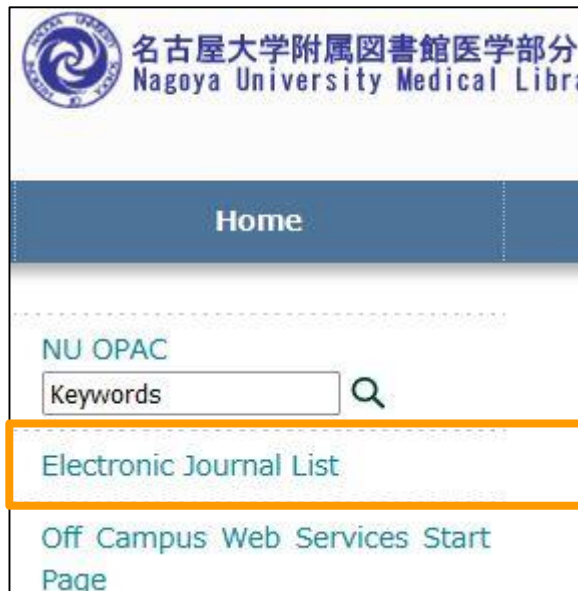 名古屋大学附属図書館医学部分
Nagoya University Medical Libra
Home
NU OPAC
Keywords
Electronic Journal List
Off Campus Web Services Start
Page